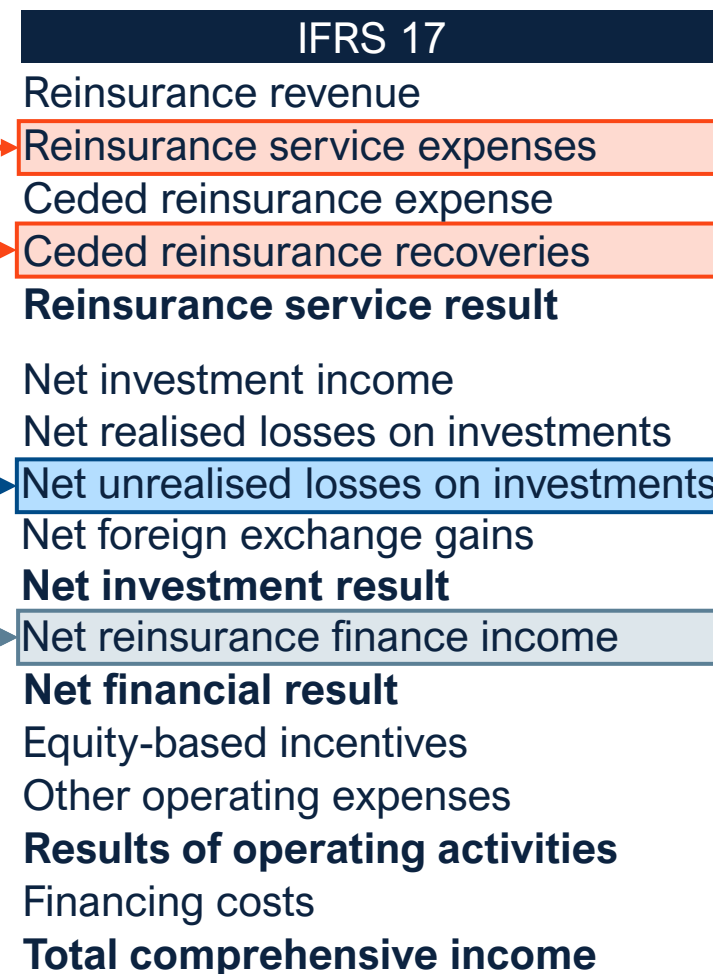 IFRS 17
Reinsurance revenue
Reinsurance service expenses
Ceded reinsurance expense
Ceded reinsurance recoveries
Reinsurance service result
Net investment income
Net realised losses on investments
Net unrealised losses on investments
Net foreign exchange gains
Net investment result
Net reinsurance finance income
Net financial result
Equity-based incentives
Other operating expenses
Results of operating activities
Financing costs
Total comprehensive income